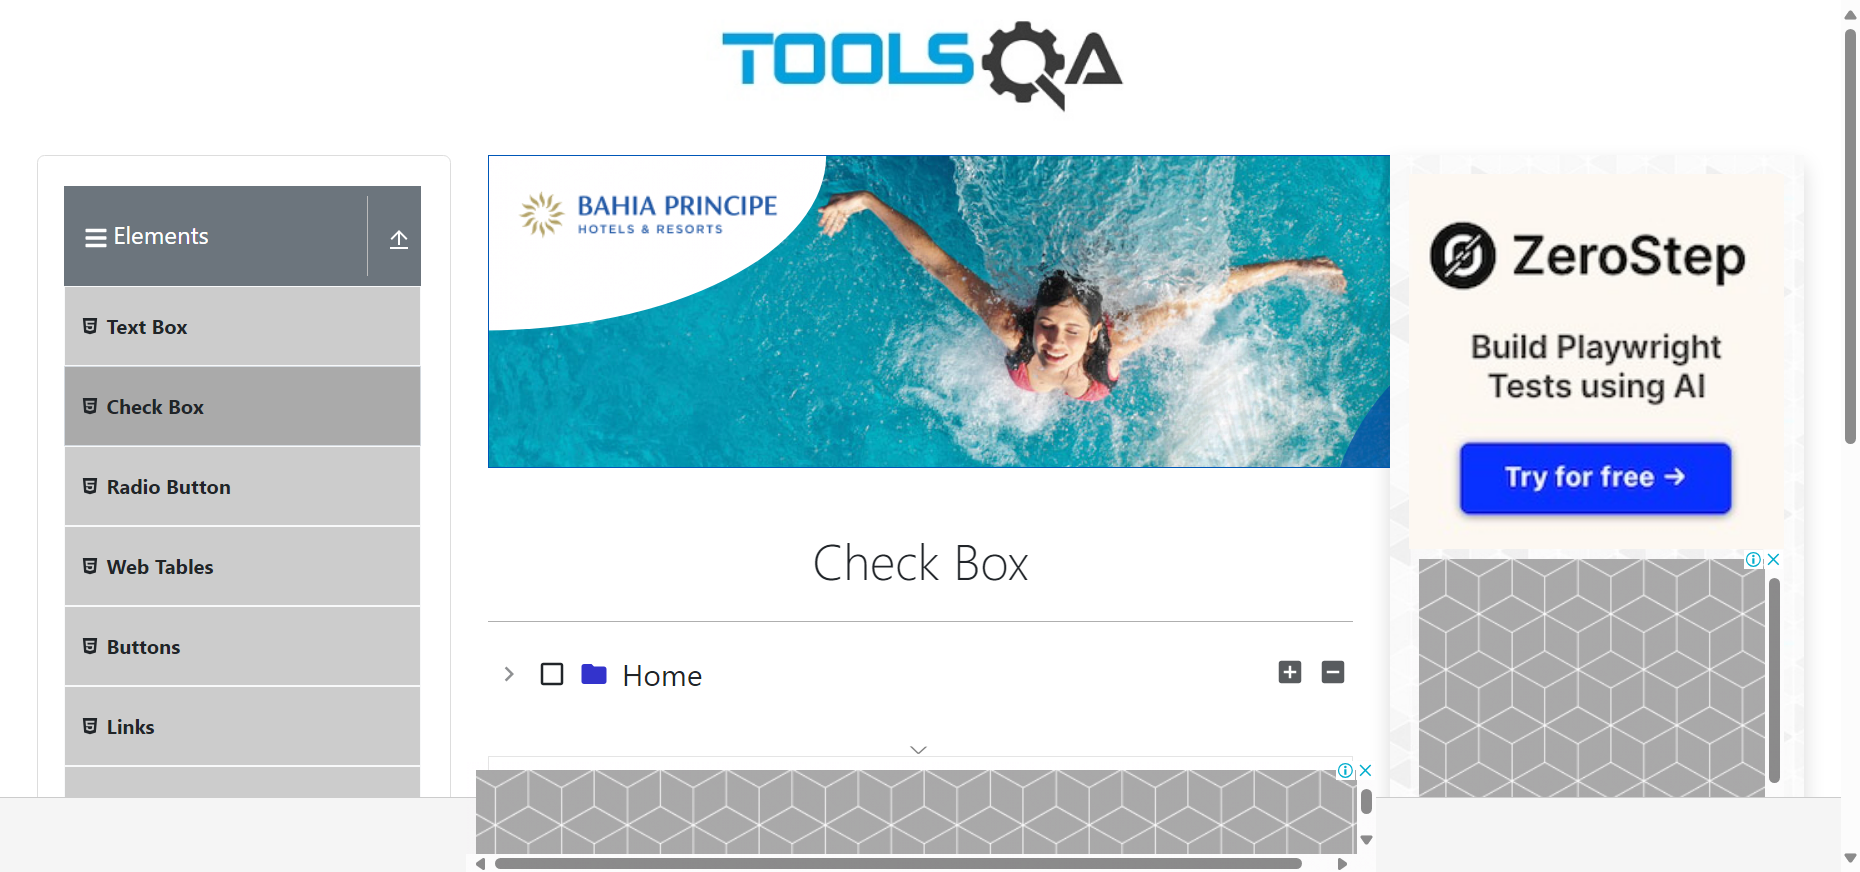 TOOLSQA
Elements
Text Box
Check Box
Radio Button
Web Tables
Buttons
Links
BAHIA PRINCIPE
HOTELS & RESORTS
Check Box
Home
ZeroStep
Build Playwright
Tests using AI
Try for free →